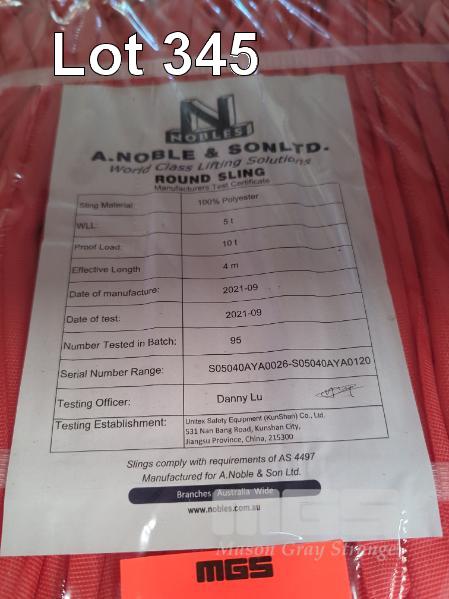 Lot 345
N
NOBLES
A.NOBLE & SONLTD.
World Class Lifting Solutions
ROUND SLING
Manufacturers Test Certificate
Sling Material: 100% Polyester
WLL: 5 t
Proof Load: 10 t
Effective Length 4 m
Date of manufacture: 2021-09
Date of test: 2021-09
Number Tested in Batch: 95
Serial Number Range: S05040AYA0026-S05040AYA0120
Testing Officer: Danny Lu
Testing Establishment: Unitex Safety Equipment (KunShan) Co., Ltd.
531 Nan Bang Road, Kunshan City,
Jiangsu Province, China, 215300
Slings comply with requirements of AS 4497
Manufactured for A.Noble & Son Ltd.
Branches Australia Wide
www.nobles.com.au
MGS
Mason Gray Strange
MGS